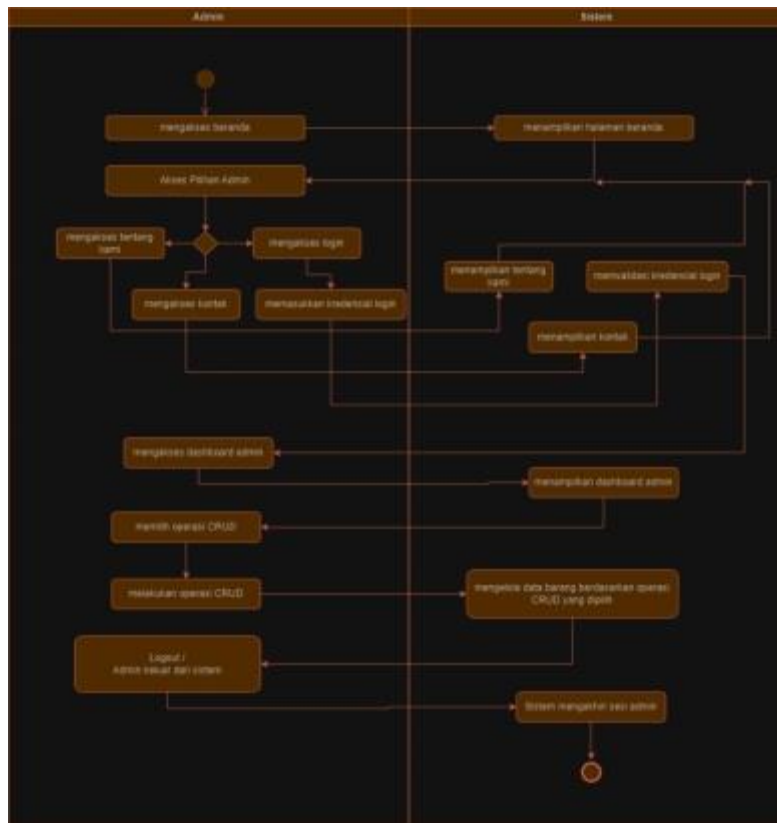 Admin
Sistem
mengakses beranda
menampilkan halaman beranda
Akses Pilihan Admin
mengakses tentang
kami
mengakses login
menampilkan tentang
kami
memvalidasi kredensial login
mengakses kontak
memasukkan kredensial login
menampilkan kontak
mengakses dashboard admin
menampilkan dashboard admin
memilih operasi CRUD
melakukan operasi CRUD
mengelola data barang berdasarkan operasi
CRUD yang dipilih
Logout /
Admin keluar dari sistem
Sistem mengakhiri sesi admin